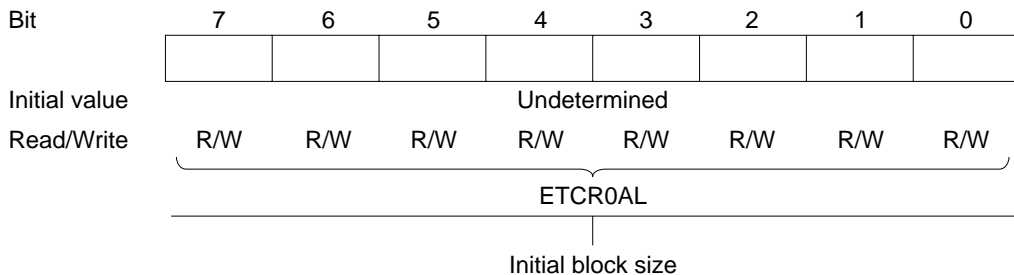 Bit 7 6 5 4 3 2 1 0
Initial value Undetermined
Read/Write R/W R/W R/W R/W R/W R/W R/W R/W
ETCR0AL
Initial block size